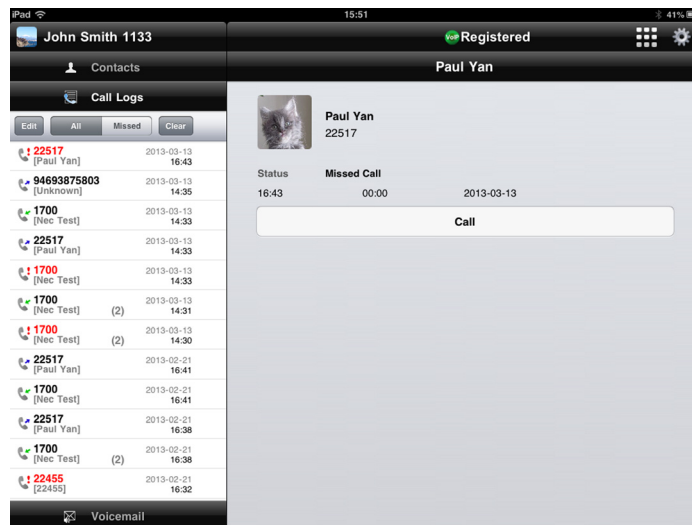 iPad 15:51 41%
John Smith 1133
VoIP Registered
Contacts
Paul Yan
Call Logs
Edit All Missed Clear
22517 2013-03-13
[Paul Yan] 16:43
94693875803 2013-03-13
[Unknown] 14:35
1700 2013-03-13
[Nec Test] 14:33
22517 2013-03-13
[Paul Yan] 14:33
1700 2013-03-13
[Nec Test] 14:33
1700 2013-03-13
[Nec Test] (2) 14:31
1700 2013-03-13
[Nec Test] (2) 14:30
22517 2013-02-21
[Paul Yan] 16:41
1700 2013-02-21
[Nec Test] 16:41
22517 2013-02-21
[Paul Yan] 16:38
1700 2013-02-21
[Nec Test] (2) 16:38
22455 2013-02-21
[22455] 16:32
Voicemail
Paul Yan
22517
Status Missed Call
16:43 00:00 2013-03-13
Call